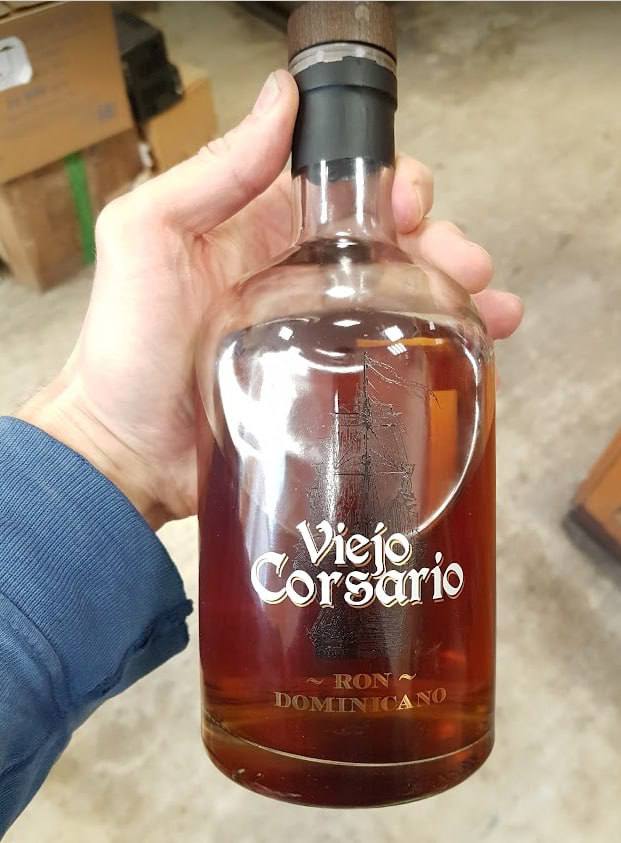 Viejo
Corsario
~ RON ~
DOMINICANO